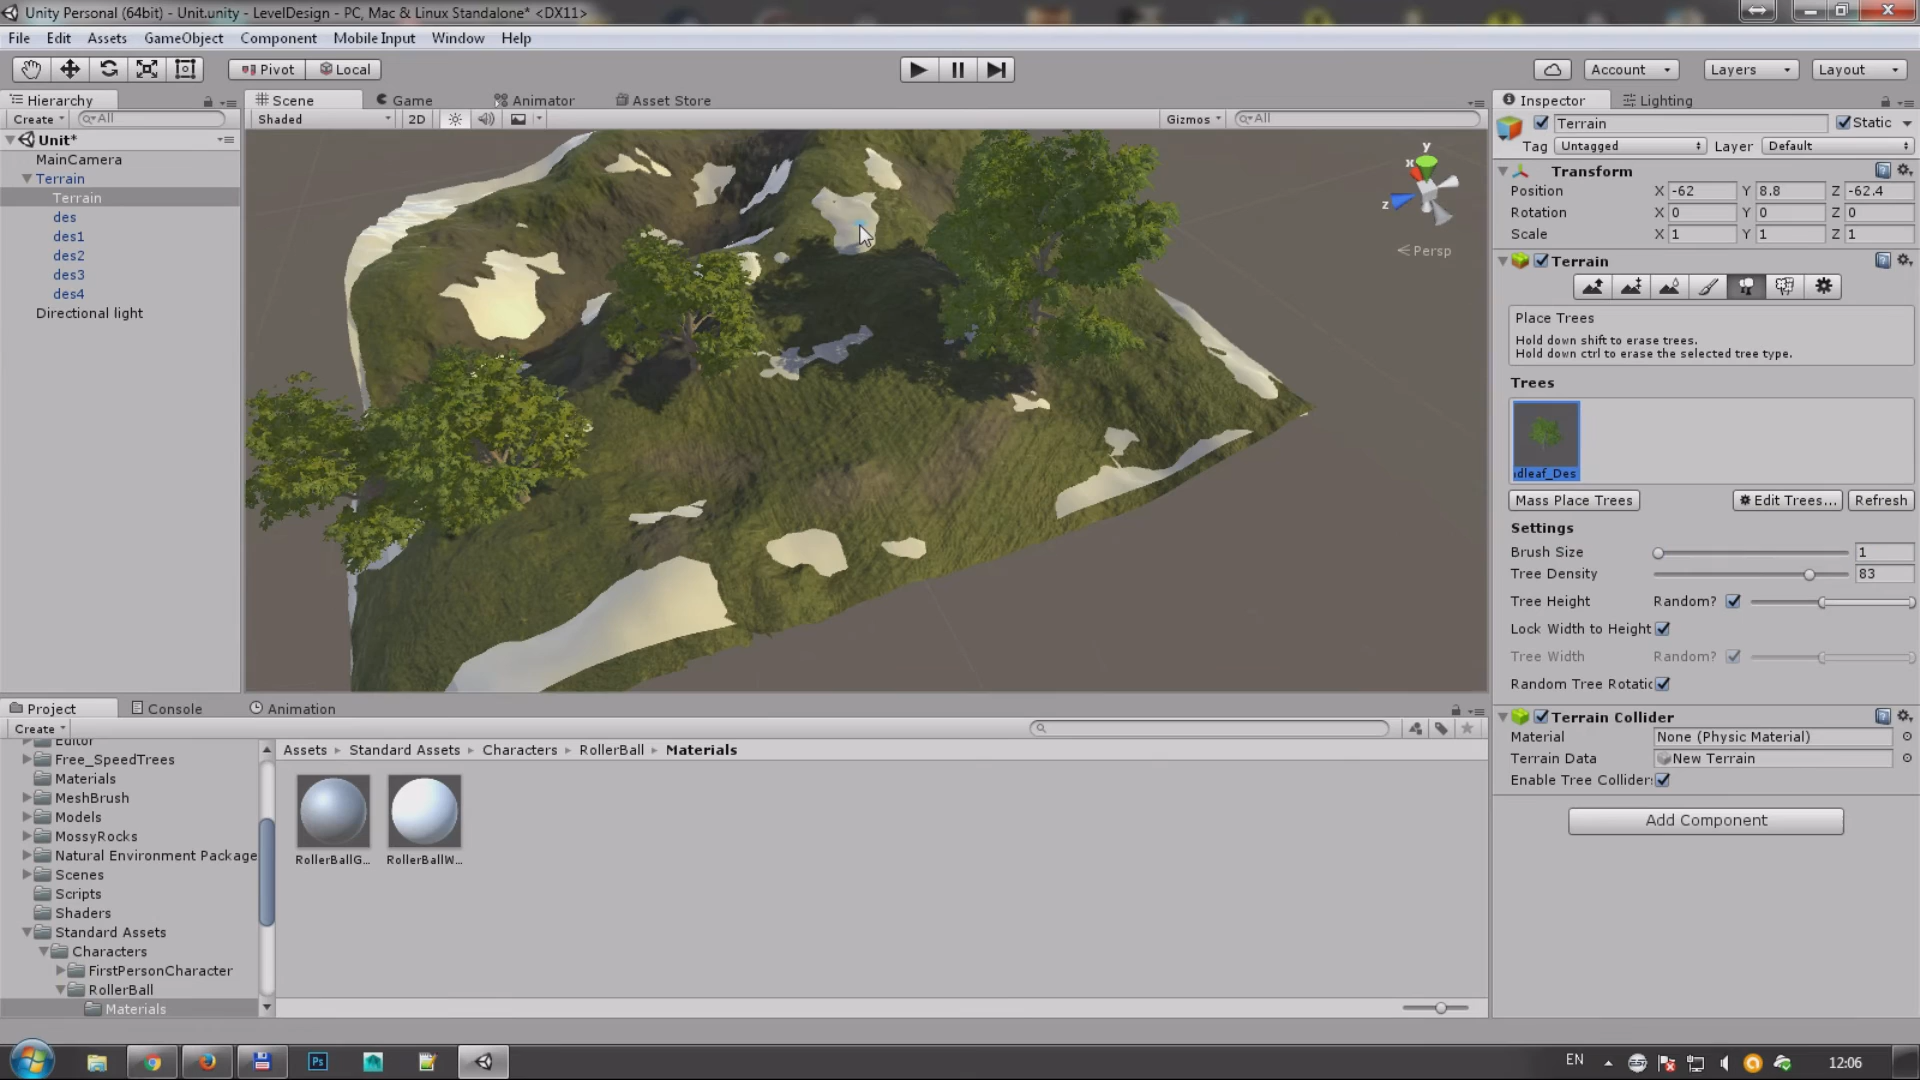 Unity Personal (64bit) - Unit.unity - LevelDesign - PC, Mac & Linux Standalone* <DX11>
File Edit Assets GameObject Component Mobile Input Window Help
Pivot Local Account Layers Layout
Hierarchy Scene Game Animator Asset Store Inspector Lighting
Create All Shaded 2D Gizmos All
Unit*
MainCamera
Terrain
Terrain
des
des1
des2
des3
des4
Directional light
y
x
z
Persp
Terrain Static
Tag Untagged Layer Default
Transform
Position X -62 Y 8.8 Z -62.4
Rotation X 0 Y 0 Z 0
Scale X 1 Y 1 Z 1
Terrain
Place Trees
Hold down shift to erase trees.
Hold down ctrl to erase the selected tree type.
Trees
dleaf_Des
Mass Place Trees Edit Trees... Refresh
Settings
Brush Size 1
Tree Density 83
Tree Height Random?
Lock Width to Height
Tree Width Random?
Random Tree Rotatic
Terrain Collider
Material None (Physic Material)
Terrain Data New Terrain
Enable Tree Colliders
Add Component
Project Console Animation
Create
Editor
Free_SpeedTrees
Materials
MeshBrush
Models
MossyRocks
Natural Environment Package
Scenes
Scripts
Shaders
Standard Assets
Characters
FirstPersonCharacter
RollerBall
Materials
Assets Standard Assets Characters RollerBall Materials
RollerBallG... RollerBallW...
Ps EN 12:06